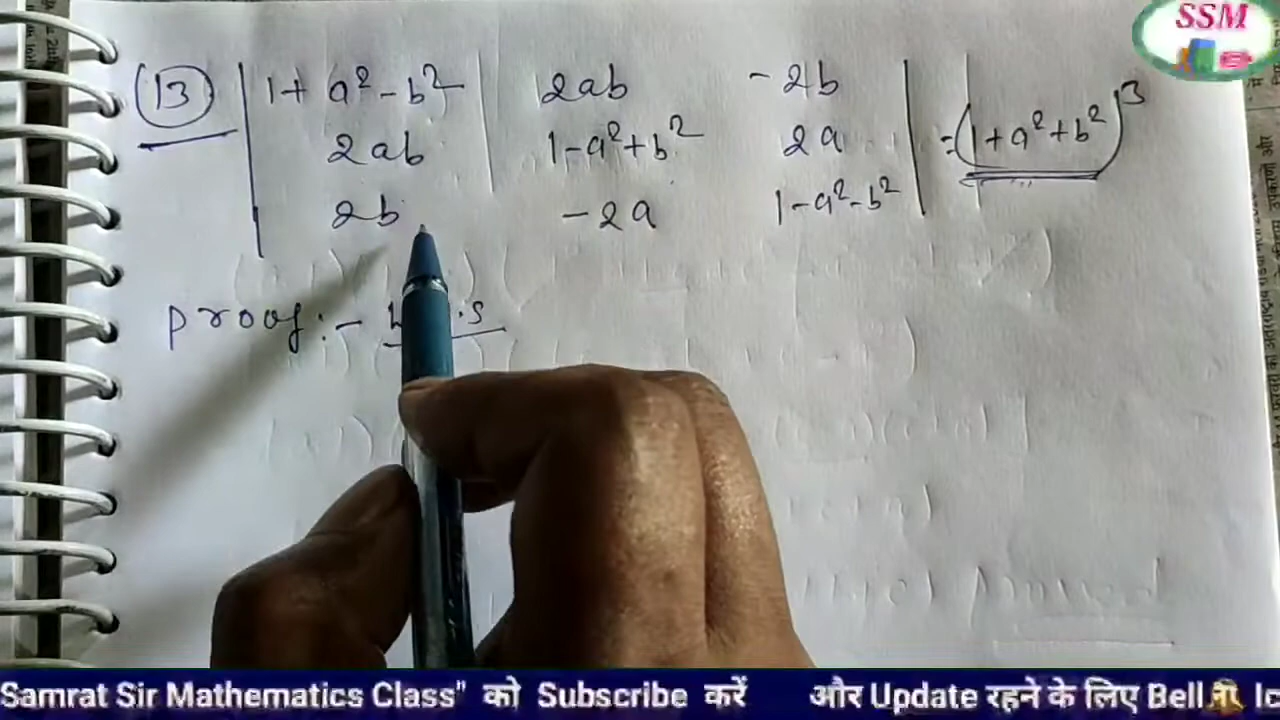 SSM
(13) | 1 + a² - b² | 2ab - 2b |
2ab 1 - a² + b² 2a | = (1 + a² + b²)³
2b - 2a 1 - a² - b² |
proof :- .s
Samrat Sir Mathematics Class" को Subscribe करें और Update रहने के लिए Bell